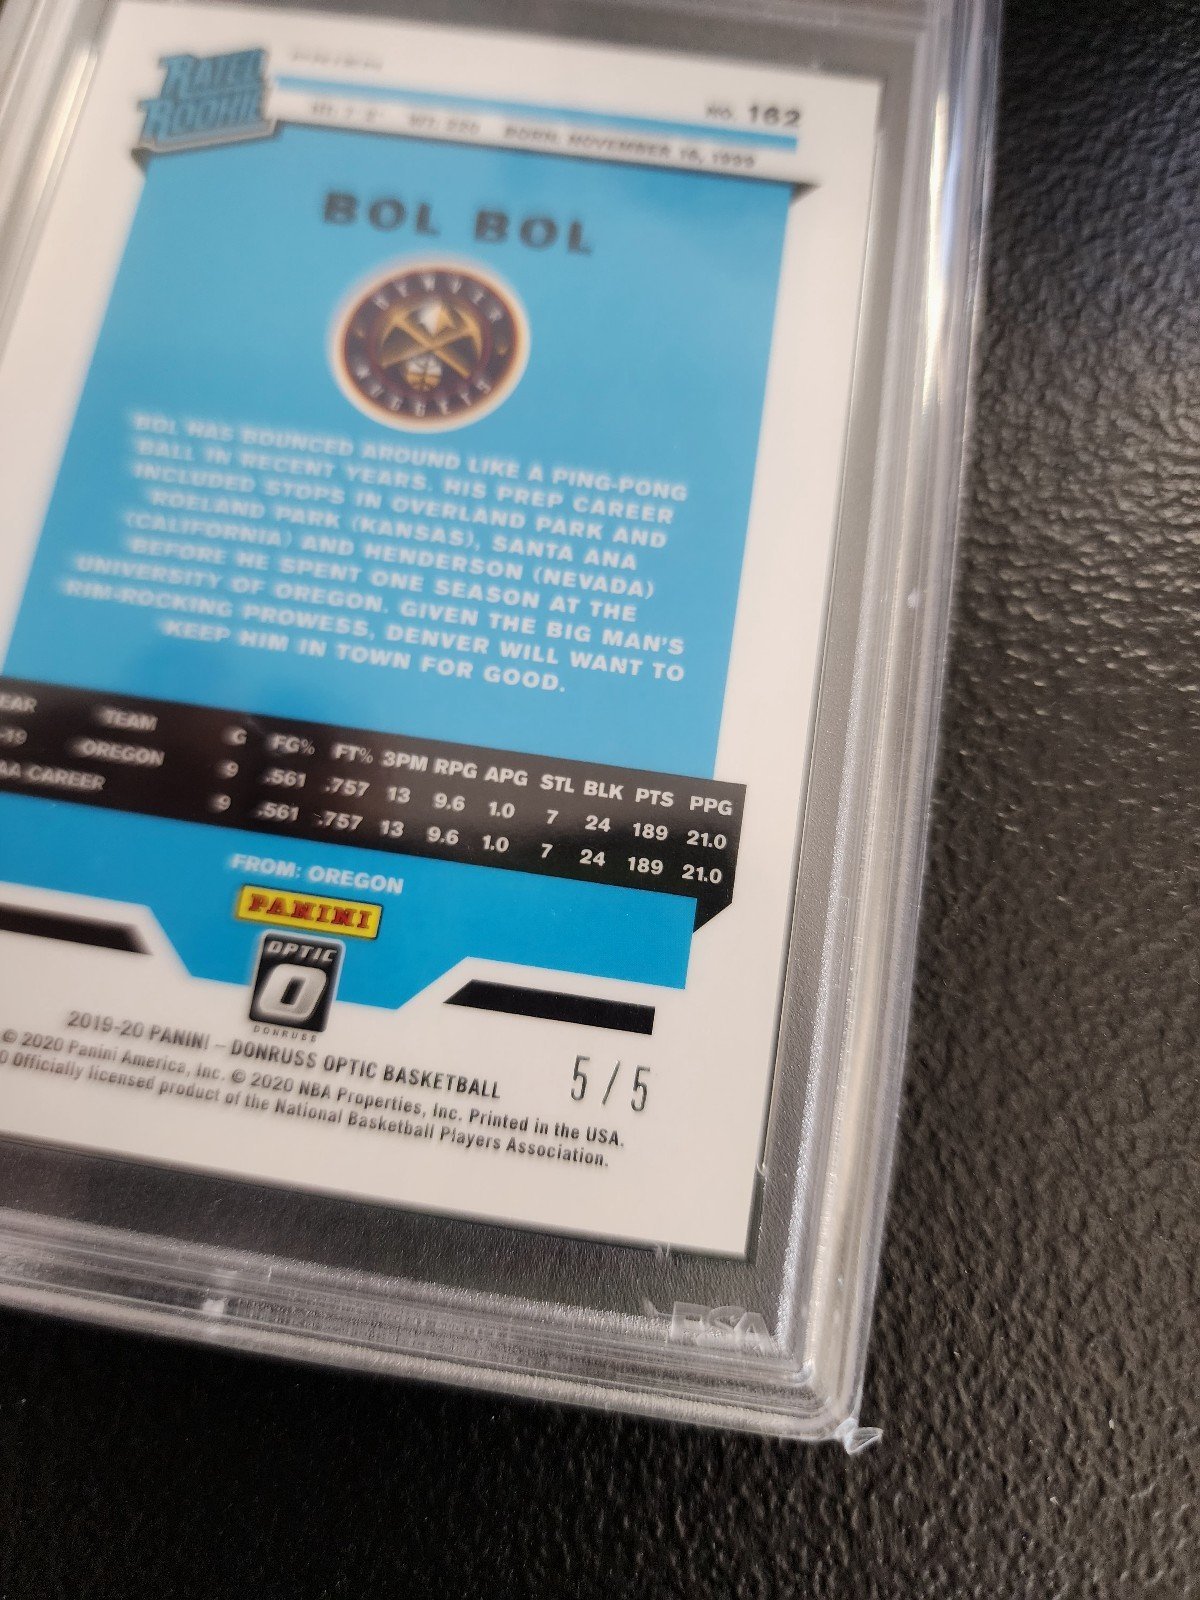 RATED ROOKIE
No. 162
BORN: NOVEMBER 16, 1999
BOL BOL
DENVER
NUGGETS
BOL HAS BOUNCED AROUND LIKE A PING-PONG
BALL IN RECENT YEARS. HIS PREP CAREER
INCLUDED STOPS IN OVERLAND PARK AND
ROELAND PARK (KANSAS), SANTA ANA
(CALIFORNIA) AND HENDERSON (NEVADA)
BEFORE HE SPENT ONE SEASON AT THE
UNIVERSITY OF OREGON. GIVEN THE BIG MAN'S
RIM-ROCKING PROWESS, DENVER WILL WANT TO
KEEP HIM IN TOWN FOR GOOD.
EAR TEAM G FG% FT% 3PM RPG APG STL BLK PTS PPG
-19 OREGON 9 .561 .757 13 9.6 1.0 7 24 189 21.0
AA CAREER 9 .561 .757 13 9.6 1.0 7 24 189 21.0
FROM: OREGON
PANINI
OPTIC
O
DONRUSS
2019-20 PANINI – DONRUSS OPTIC BASKETBALL
5/5
© 2020 Panini America, Inc. © 2020 NBA Properties, Inc. Printed in the USA.
Officially licensed product of the National Basketball Players Association.
PSA